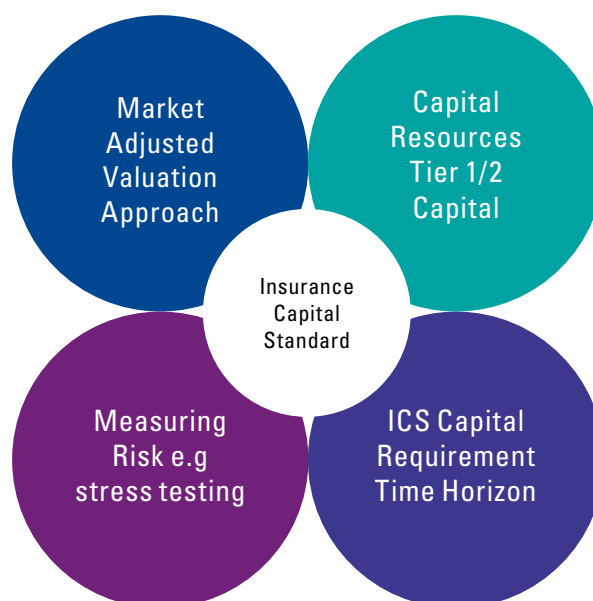 Market
Adjusted
Valuation
Approach
Capital
Resources
Tier 1/2
Capital
Insurance
Capital
Standard
Measuring
Risk e.g
stress testing
ICS Capital
Requirement
Time Horizon